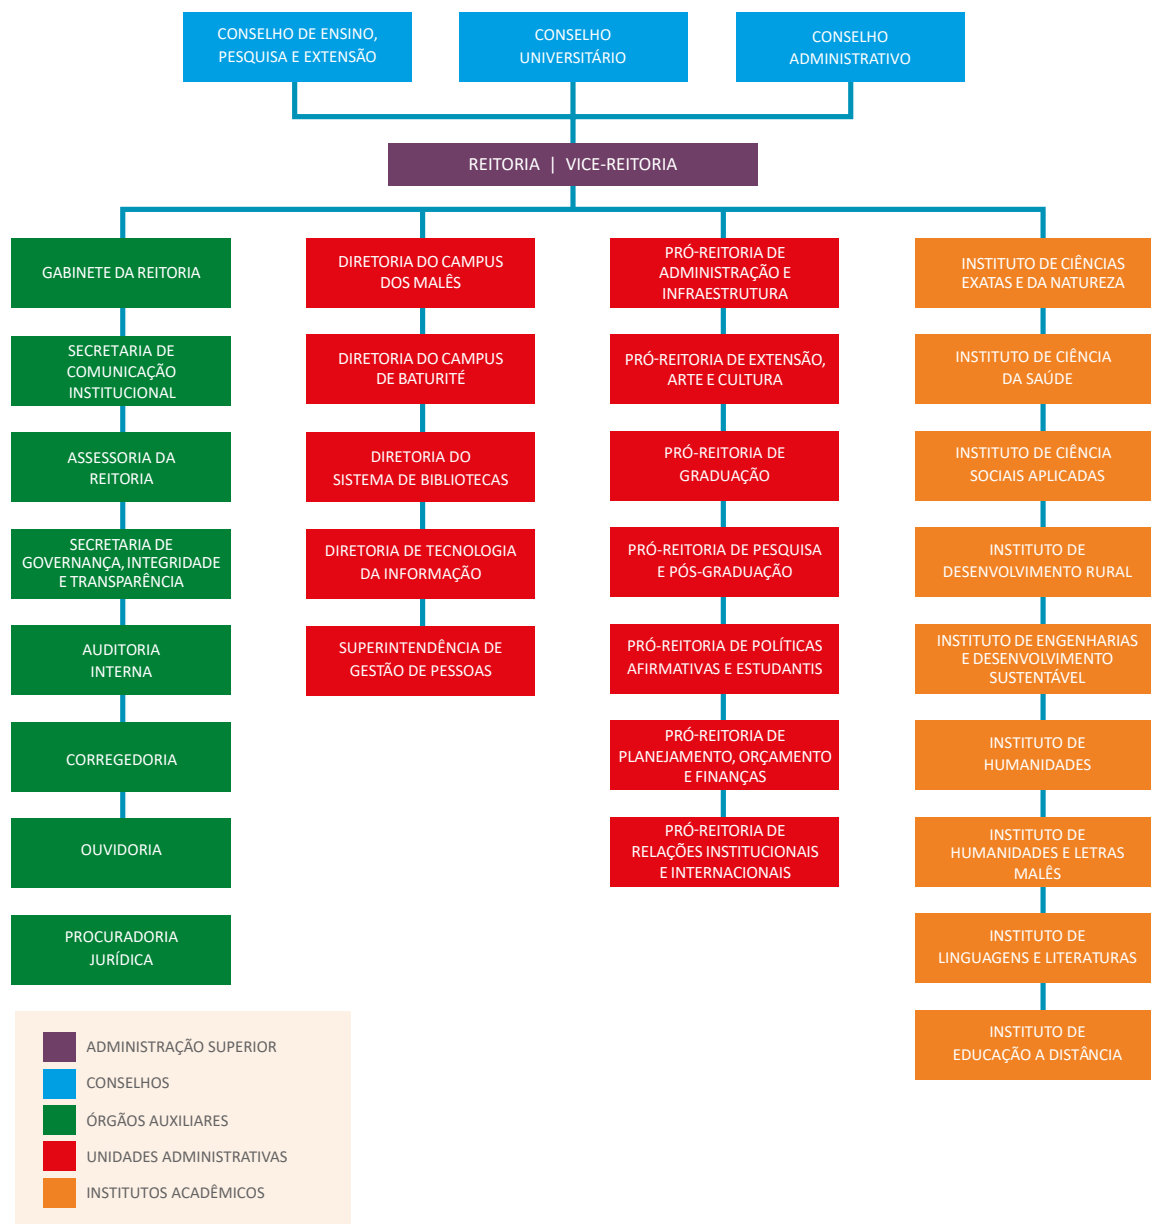 CONSELHO DE ENSINO,
PESQUISA E EXTENSÃO
CONSELHO
UNIVERSITÁRIO
CONSELHO
ADMINISTRATIVO
REITORIA | VICE-REITORIA
GABINETE DA REITORIA
SECRETARIA DE
COMUNICAÇÃO
INSTITUCIONAL
ASSESSORIA DA
REITORIA
SECRETARIA DE
GOVERNANÇA, INTEGRIDADE
E TRANSPARÊNCIA
AUDITORIA
INTERNA
CORREGEDORIA
OUVIDORIA
PROCURADORIA
JURÍDICA
DIRETORIA DO CAMPUS
DOS MALÊS
DIRETORIA DO CAMPUS
DE BATURITÉ
DIRETORIA DO
SISTEMA DE BIBLIOTECAS
DIRETORIA DE TECNOLOGIA
DA INFORMAÇÃO
SUPERINTENDÊNCIA DE
GESTÃO DE PESSOAS
PRÓ-REITORIA DE
ADMINISTRAÇÃO E
INFRAESTRUTURA
PRÓ-REITORIA DE EXTENSÃO,
ARTE E CULTURA
PRÓ-REITORIA DE
GRADUAÇÃO
PRÓ-REITORIA DE PESQUISA
E PÓS-GRADUAÇÃO
PRÓ-REITORIA DE POLÍTICAS
AFIRMATIVAS E ESTUDANTIS
PRÓ-REITORIA DE
PLANEJAMENTO, ORÇAMENTO
E FINANÇAS
PRÓ-REITORIA DE
RELAÇÕES INSTITUCIONAIS
E INTERNACIONAIS
INSTITUTO DE CIÊNCIAS
EXATAS E DA NATUREZA
INSTITUTO DE CIÊNCIA
DA SAÚDE
INSTITUTO DE CIÊNCIA
SOCIAIS APLICADAS
INSTITUTO DE
DESENVOLVIMENTO RURAL
INSTITUTO DE ENGENHARIAS
E DESENVOLVIMENTO
SUSTENTÁVEL
INSTITUTO DE
HUMANIDADES
INSTITUTO DE
HUMANIDADES E LETRAS
MALÊS
INSTITUTO DE
LINGUAGENS E LITERATURAS
INSTITUTO DE
EDUCAÇÃO A DISTÂNCIA
ADMINISTRAÇÃO SUPERIOR
CONSELHOS
ÓRGÃOS AUXILIARES
UNIDADES ADMINISTRATIVAS
INSTITUTOS ACADÊMICOS